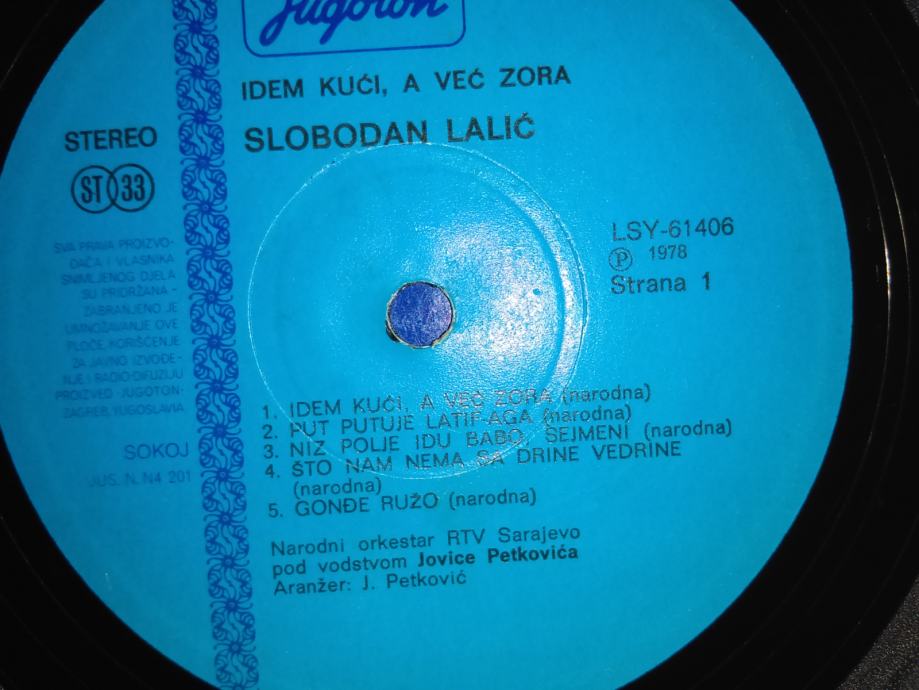 Jugoton
IDEM KUĆI, A VEĆ ZORA
SLOBODAN LALIĆ
STEREO
ST 33
LSY-61406
Ⓟ 1978
Strana 1
SVA PRAVA PROIZVO-
ĐAČA I VLASNIKA
SNIMLJENOG DJELA
SU PRIDRŽANA -
ZABRANJENO JE
UMNOŽAVANJE OVE
PLOČE, KORIŠĆENJE
ZA JAVNO IZVOĐE-
NJE I RADIO-DIFUZIJU
PROIZVED »JUGOTON«
ZAGREB, YUGOSLAVIA
SOKOJ
JUS. N. N4 201
1. IDEM KUĆI, A VEĆ ZORA (narodna)
2. PUT PUTUJE LATIF-AGA (narodna)
3. NIZ POLJE IDU BABO, SEJMENI (narodna)
4. ŠTO NAM NEMA SA DRINE VEDRINE
(narodna)
5. GONĐE RUŽO (narodna)
Narodni orkestar RTV Sarajevo
pod vodstvom Jovice Petkovića
Aranžer: J. Petković